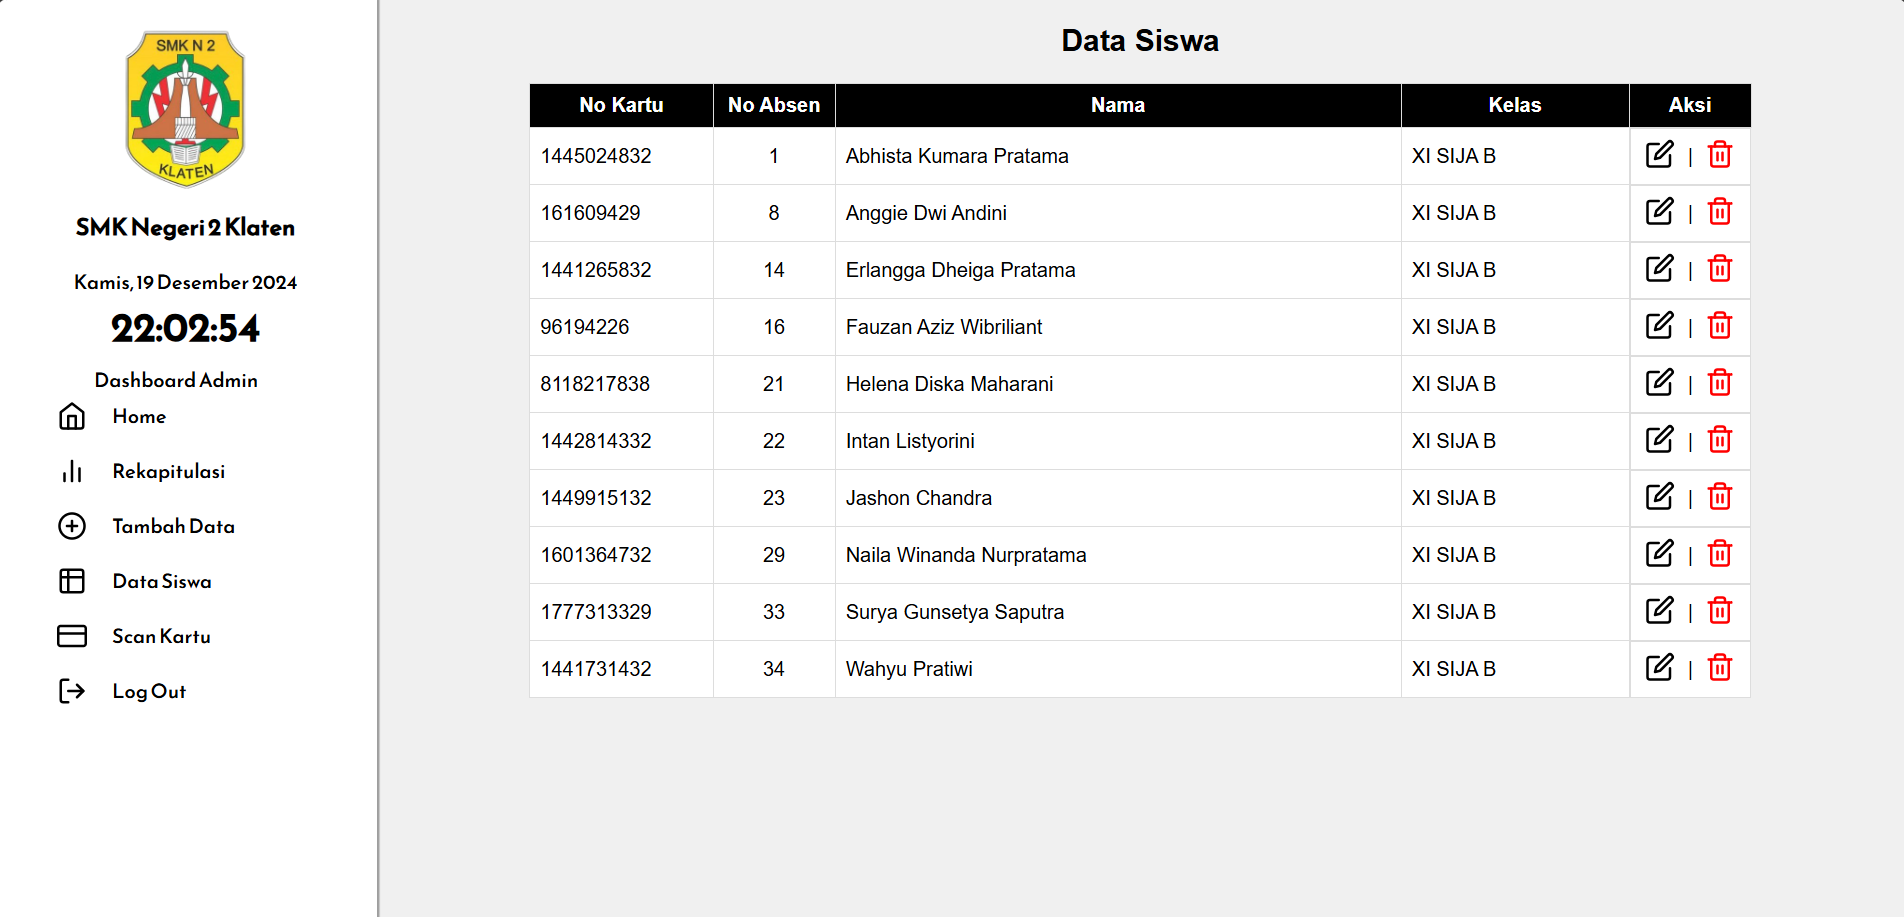 SMK N 2
KLATEN
SMK Negeri 2 Klaten
Kamis, 19 Desember 2024
22:02:54
Dashboard Admin
Home
Rekapitulasi
Tambah Data
Data Siswa
Scan Kartu
Log Out
Data Siswa
No Kartu No Absen Nama Kelas Aksi
1445024832 1 Abhista Kumara Pratama XI SIJA B |
161609429 8 Anggie Dwi Andini XI SIJA B |
1441265832 14 Erlangga Dheiga Pratama XI SIJA B |
96194226 16 Fauzan Aziz Wibriliant XI SIJA B |
8118217838 21 Helena Diska Maharani XI SIJA B |
1442814332 22 Intan Listyorini XI SIJA B |
1449915132 23 Jashon Chandra XI SIJA B |
1601364732 29 Naila Winanda Nurpratama XI SIJA B |
1777313329 33 Surya Gunsetya Saputra XI SIJA B |
1441731432 34 Wahyu Pratiwi XI SIJA B |